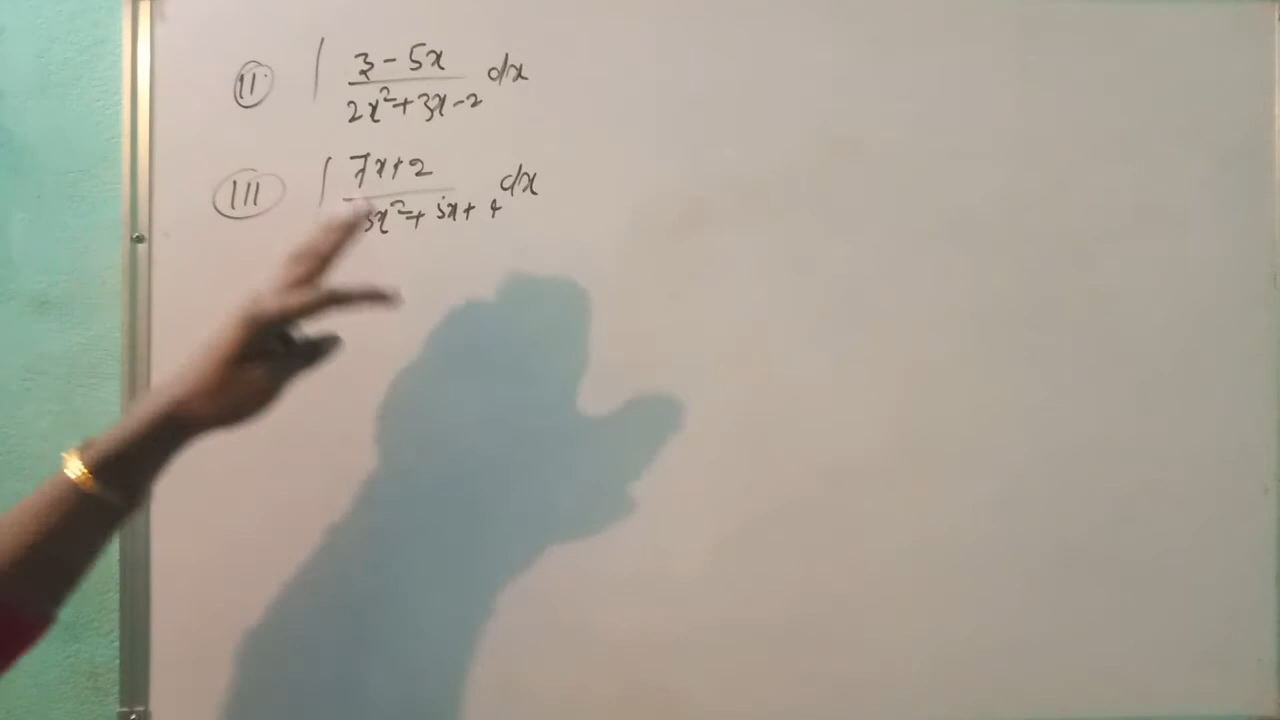 (II) ∫ (3 - 5x)/(2x² + 3x - 2) dx
(III) ∫ (7x + 2)/(3x² + 5x + 4) dx